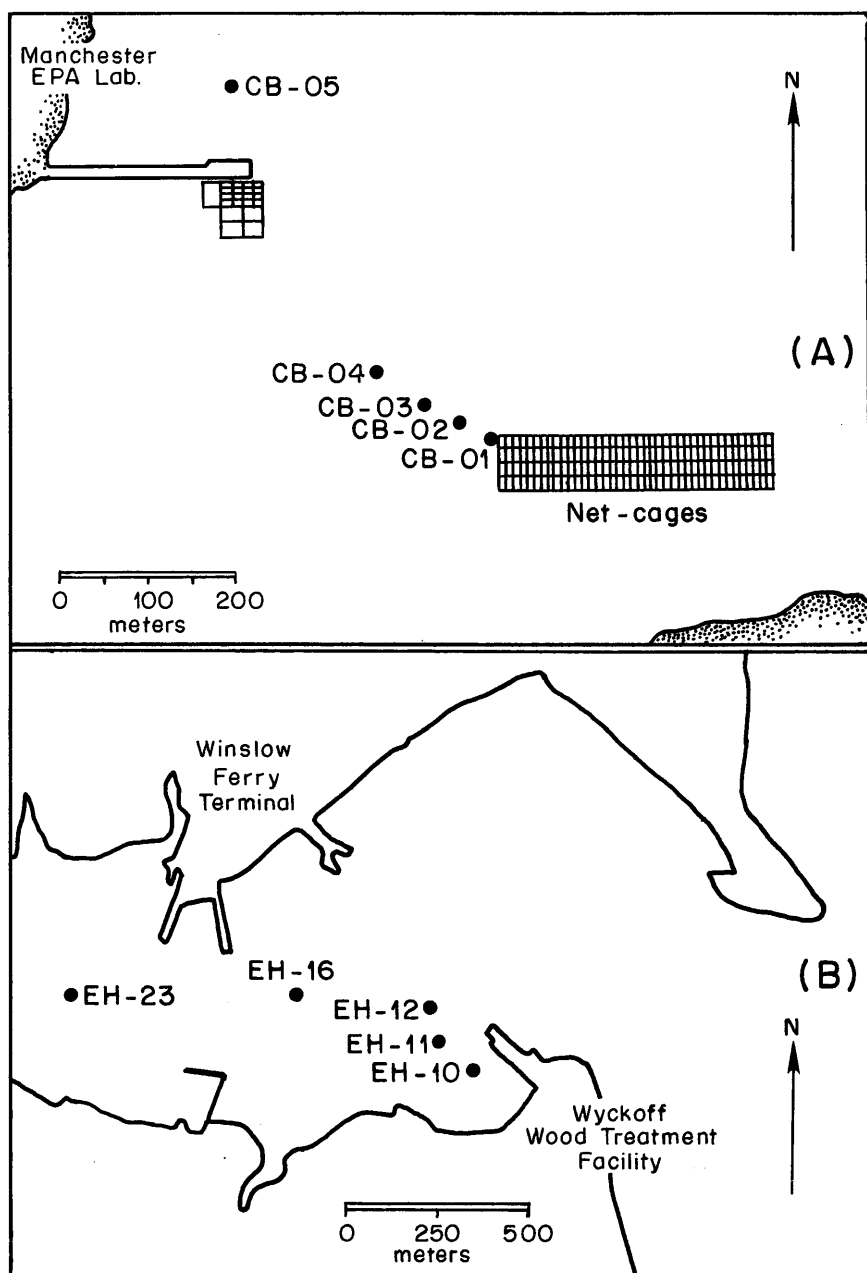 Manchester
EPA Lab.
CB-05
N
(A)
CB-04
CB-03
CB-02
CB-01
Net-cages
0 100 200
meters
Winslow
Ferry
Terminal
(B)
EH-16
EH-23
EH-12
N
EH-11
EH-10
Wyckoff
Wood Treatment
Facility
0 250 500
meters